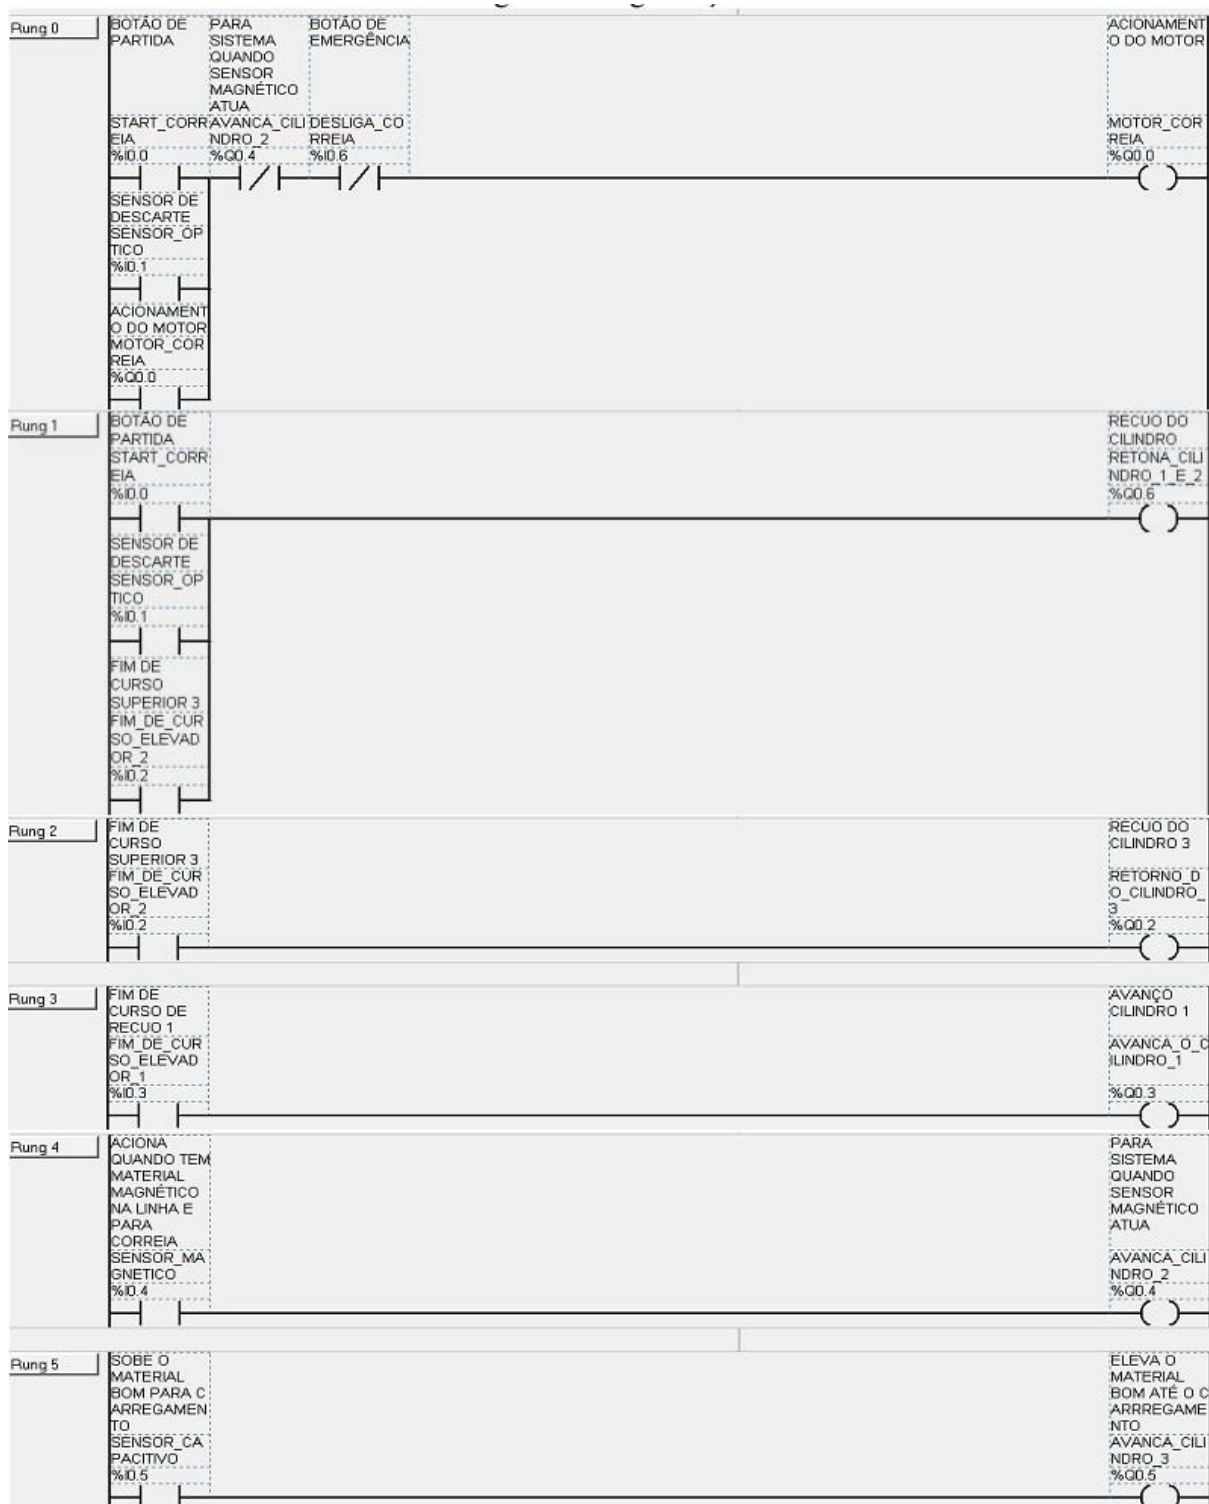 Rung 0
BOTÃO DE
PARTIDA
START_CORR
EIA
%I0.0
PARA
SISTEMA
QUANDO
SENSOR
MAGNÉTICO
ATUA
AVANCA_CILI
NDRO_2
%Q0.4
BOTÃO DE
EMERGÊNCIA
DESLIGA_CO
RREIA
%I0.6
ACIONAMENT
O DO MOTOR
MOTOR_COR
REIA
%Q0.0
SENSOR DE
DESCARTE
SENSOR_OP
TICO
%I0.1
ACIONAMENT
O DO MOTOR
MOTOR_COR
REIA
%Q0.0
Rung 1
BOTÃO DE
PARTIDA
START_CORR
EIA
%I0.0
RECUO DO
CILINDRO
RETONA_CILI
NDRO_1_E_2
%Q0.6
SENSOR DE
DESCARTE
SENSOR_OP
TICO
%I0.1
FIM DE
CURSO
SUPERIOR 3
FIM_DE_CUR
SO_ELEVAD
OR_2
%I0.2
Rung 2
FIM DE
CURSO
SUPERIOR 3
FIM_DE_CUR
SO_ELEVAD
OR_2
%I0.2
RECUO DO
CILINDRO 3
RETORNO_D
O_CILINDRO_
3
%Q0.2
Rung 3
FIM DE
CURSO DE
RECUO 1
FIM_DE_CUR
SO_ELEVAD
OR_1
%I0.3
AVANÇO
CILINDRO 1
AVANCA_O_C
ILINDRO_1
%Q0.3
Rung 4
ACIONA
QUANDO TEM
MATERIAL
MAGNÉTICO
NA LINHA E
PARA
CORREIA
SENSOR_MA
GNETICO
%I0.4
PARA
SISTEMA
QUANDO
SENSOR
MAGNÉTICO
ATUA
AVANCA_CILI
NDRO_2
%Q0.4
Rung 5
SOBE O
MATERIAL
BOM PARA C
ARREGAMEN
TO
SENSOR_CA
PACITIVO
%I0.5
ELEVA O
MATERIAL
BOM ATÉ O C
ARRREGAME
NTO
AVANCA_CILI
NDRO_3
%Q0.5